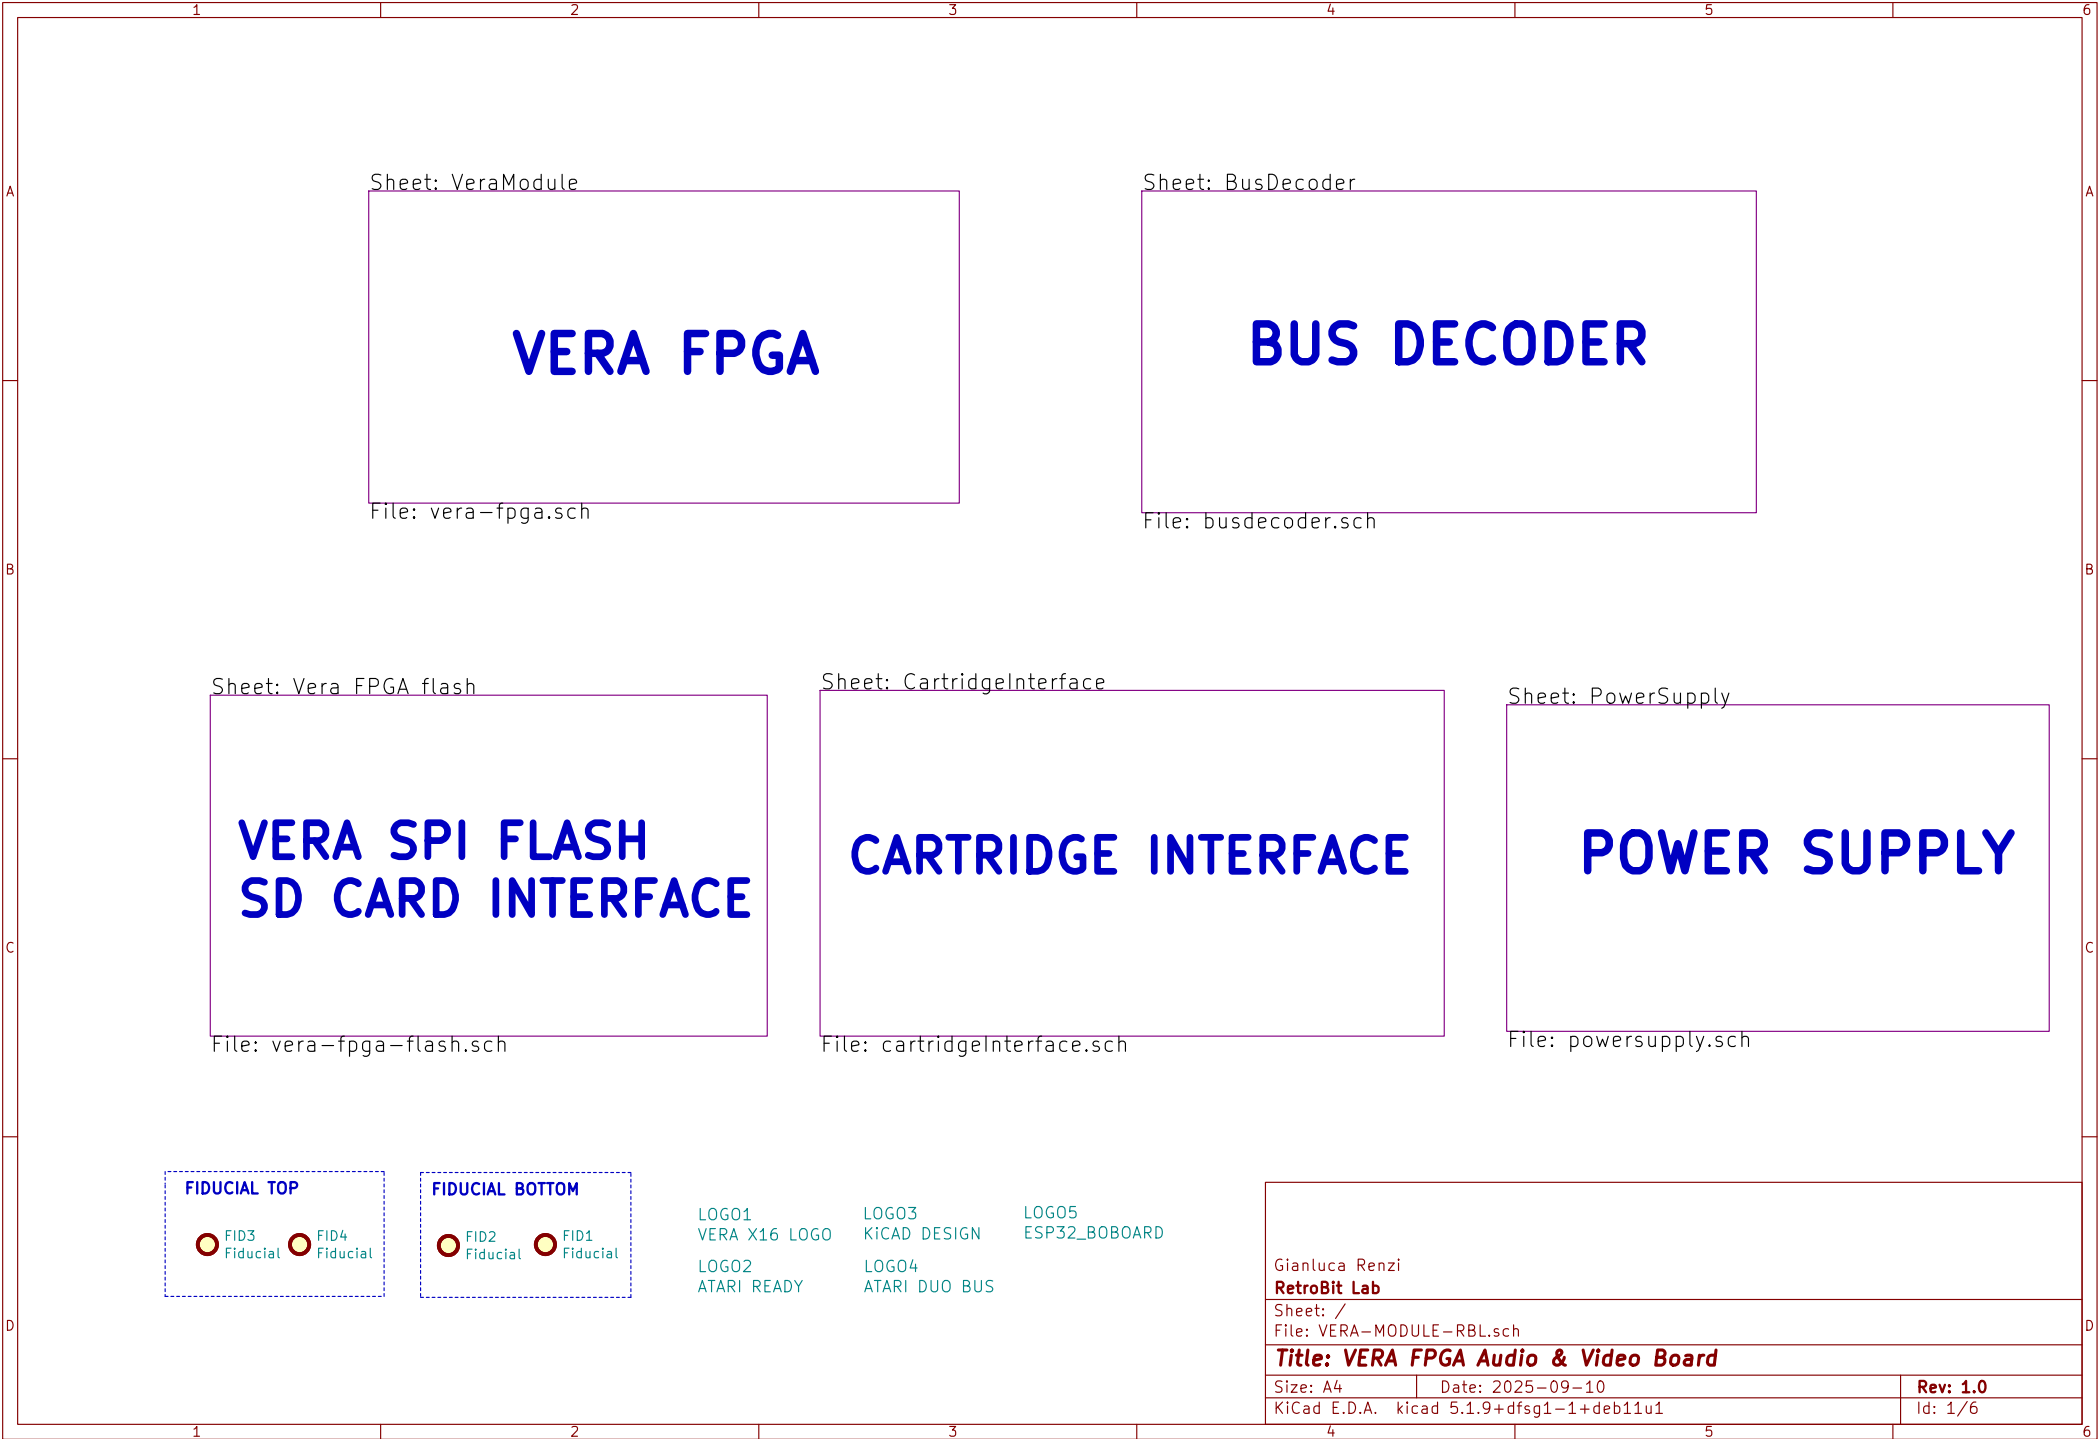 1 2 3 4 5 6
A A
Sheet: VeraModule
VERA FPGA
File: vera-fpga.sch
Sheet: BusDecoder
BUS DECODER
File: busdecoder.sch
B B
Sheet: Vera FPGA flash
VERA SPI FLASH
SD CARD INTERFACE
File: vera-fpga-flash.sch
Sheet: CartridgeInterface
CARTRIDGE INTERFACE
File: cartridgeInterface.sch
Sheet: PowerSupply
POWER SUPPLY
File: powersupply.sch
C C
FIDUCIAL TOP
FID3
Fiducial
FID4
Fiducial
FIDUCIAL BOTTOM
FID2
Fiducial
FID1
Fiducial
LOGO1
VERA X16 LOGO
LOGO2
ATARI READY
LOGO3
KiCAD DESIGN
LOGO4
ATARI DUO BUS
LOGO5
ESP32_BOBOARD
D D
Gianluca Renzi
RetroBit Lab
Sheet: /
File: VERA-MODULE-RBL.sch
Title: VERA FPGA Audio & Video Board
Size: A4
Date: 2025-09-10
Rev: 1.0
KiCad E.D.A. kicad 5.1.9+dfsg1-1+deb11u1
Id: 1/6
1 2 3 4 5 6